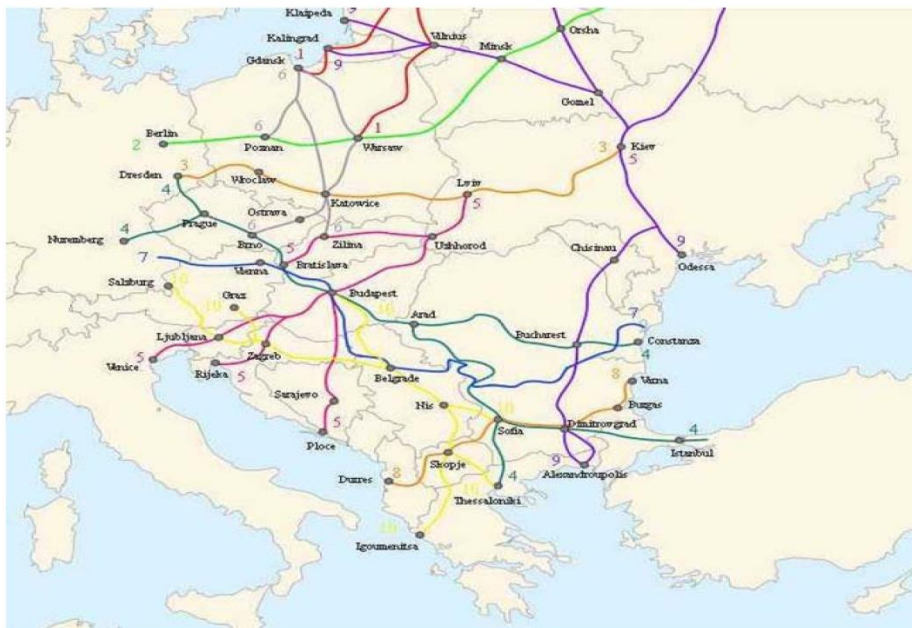 Klaipeda
9
Kalingrad
Vilnius
Minsk
Orsha
Gdansk
1
6
9
Gomel
Berlin
2
6
Poznan
1
Warsaw
3
Kiev
5
Dresden
3
4
Wroclaw
Katowice
Lviv
5
Ostrava
Prague
Nuremberg
4
6
Brno
6
Zilina
Uzhhorod
Chisinau
9
Odessa
7
Vienna
5
Bratislava
Salzburg
10
Graz
10
Budapest
10
Arad
Bucharest
7
Constanza
4
Ljubljana
Zagreb
Venice
5
Rijeka
5
Belgrade
8
Varna
Burgas
Sarajevo
Nis
10
Sofia
Dimitrovgrad
4
Istanbul
5
Ploce
Skopje
9
Alexandroupolis
Durres
8
10
4
Thessaloniki
10
Igoumenitsa